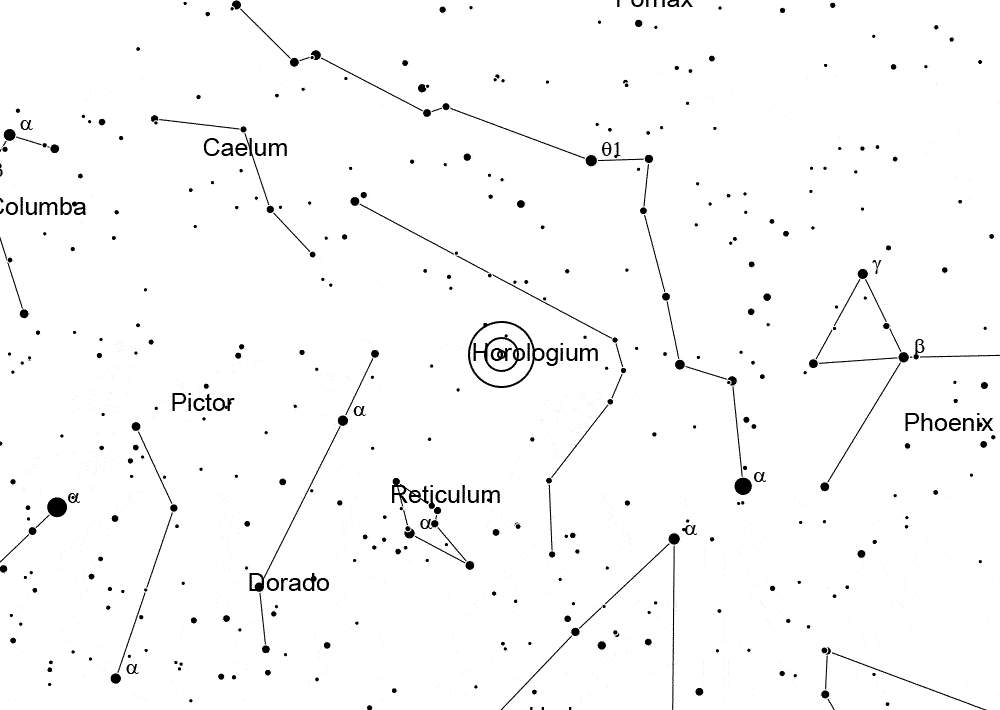 Fornax
α
θ1
Caelum
β
Columba
γ
β
Horologium
Pictor
α
Phoenix
α
Reticulum
α
α
α
Dorado
α